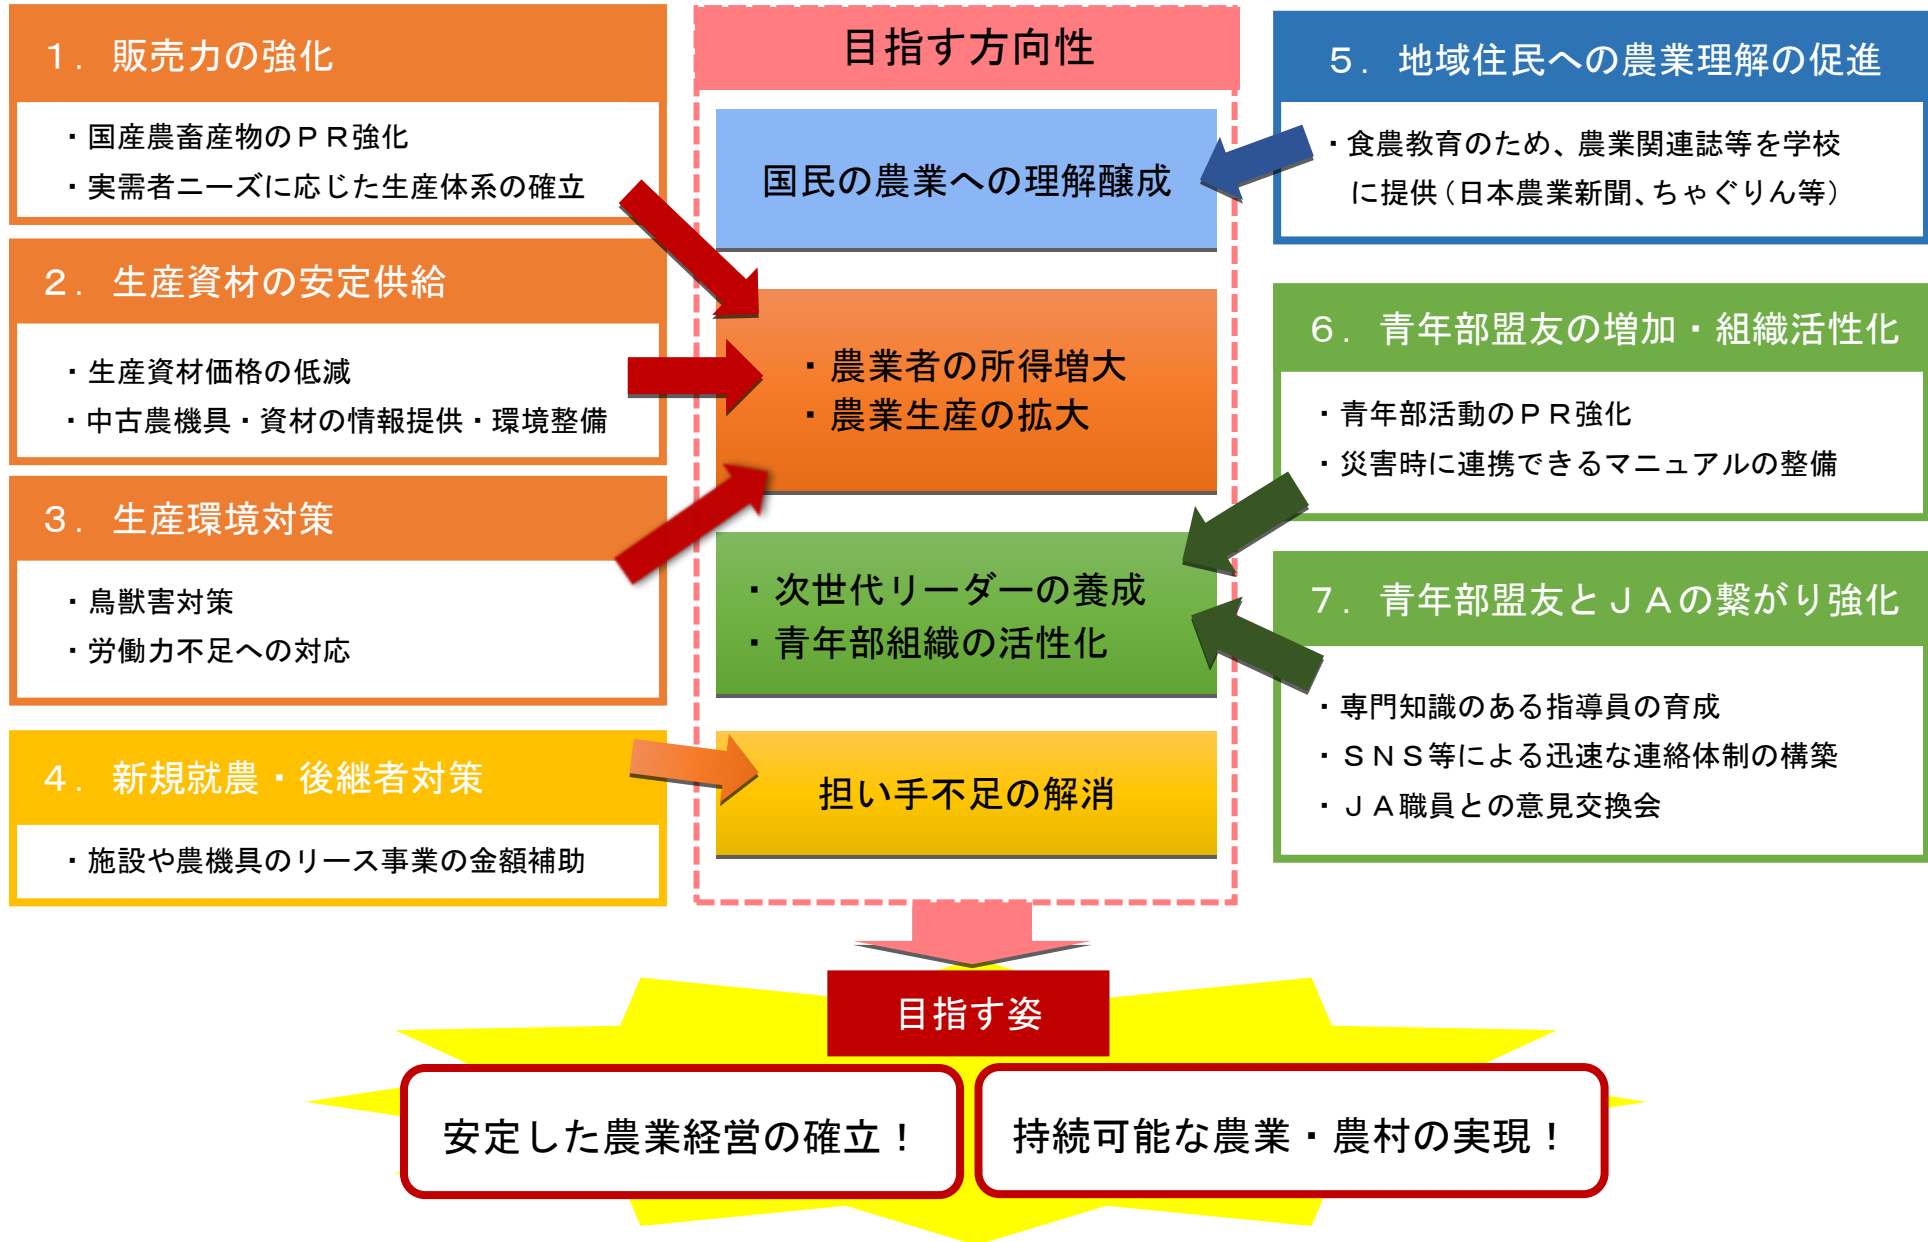 １．販売力の強化
・国産農畜産物のＰＲ強化
・実需者ニーズに応じた生産体系の確立
２．生産資材の安定供給
・生産資材価格の低減
・中古農機具・資材の情報提供・環境整備
３．生産環境対策
・鳥獣害対策
・労働力不足への対応
４．新規就農・後継者対策
・施設や農機具のリース事業の金額補助
目指す方向性
国民の農業への理解醸成
・農業者の所得増大
・農業生産の拡大
・次世代リーダーの養成
・青年部組織の活性化
担い手不足の解消
５．地域住民への農業理解の促進
・食農教育のため、農業関連誌等を学校
に提供（日本農業新聞、ちゃぐりん等）
６．青年部盟友の増加・組織活性化
・青年部活動のＰＲ強化
・災害時に連携できるマニュアルの整備
７．青年部盟友とＪＡの繋がり強化
・専門知識のある指導員の育成
・ＳＮＳ等による迅速な連絡体制の構築
・ＪＡ職員との意見交換会
目指す姿
安定した農業経営の確立！
持続可能な農業・農村の実現！